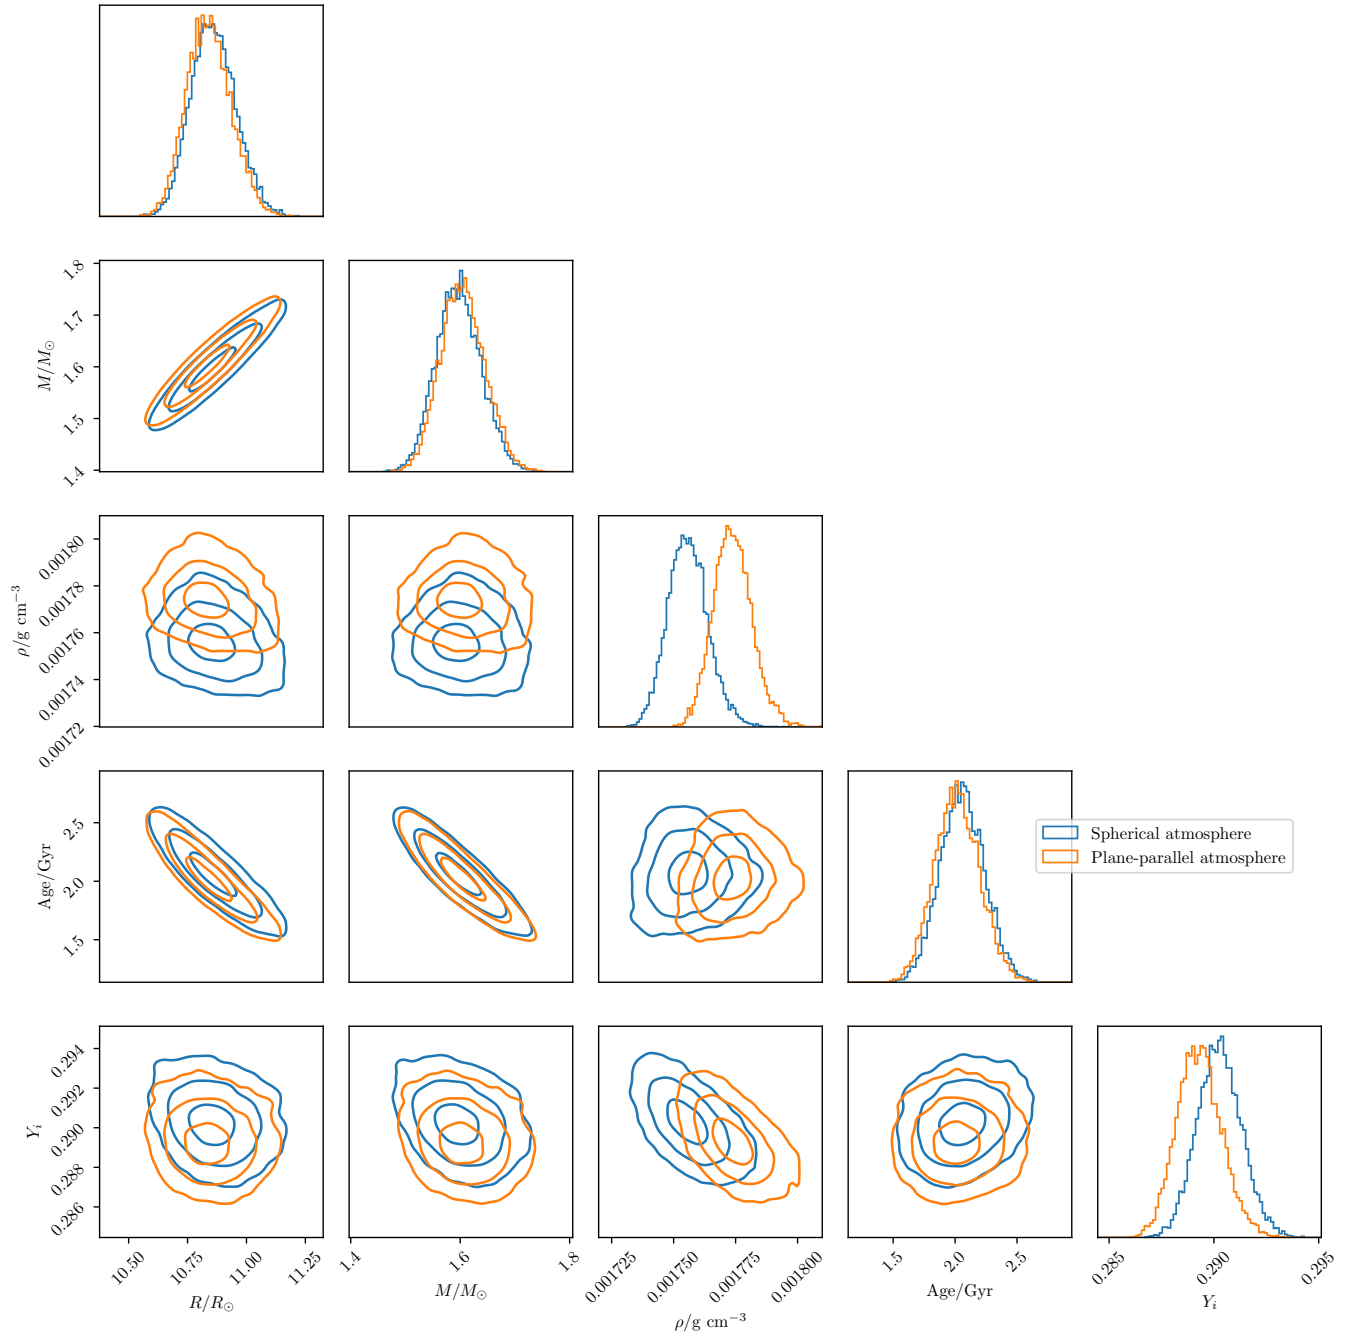 1.8
1.7
1.6
1.5
1.4
M/M⊙
0.00180
0.00178
0.00176
0.00174
0.00172
ρ/g cm⁻³
2.5
2.0
1.5
Age/Gyr
Spherical atmosphere
Plane-parallel atmosphere
0.294
0.292
0.290
0.288
0.286
Yᵢ
10.50 10.75 11.00 11.25
R/R⊙
1.4 1.6 1.8
M/M⊙
0.001725 0.001750 0.001775 0.001800
ρ/g cm⁻³
1.5 2.0 2.5
Age/Gyr
0.285 0.290 0.295
Yᵢ